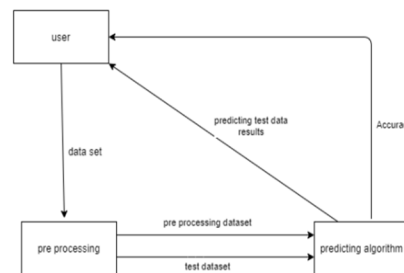 user
predicting test data
results
Accura
data set
pre processing dataset
pre processing
predicting algorithm
test dataset